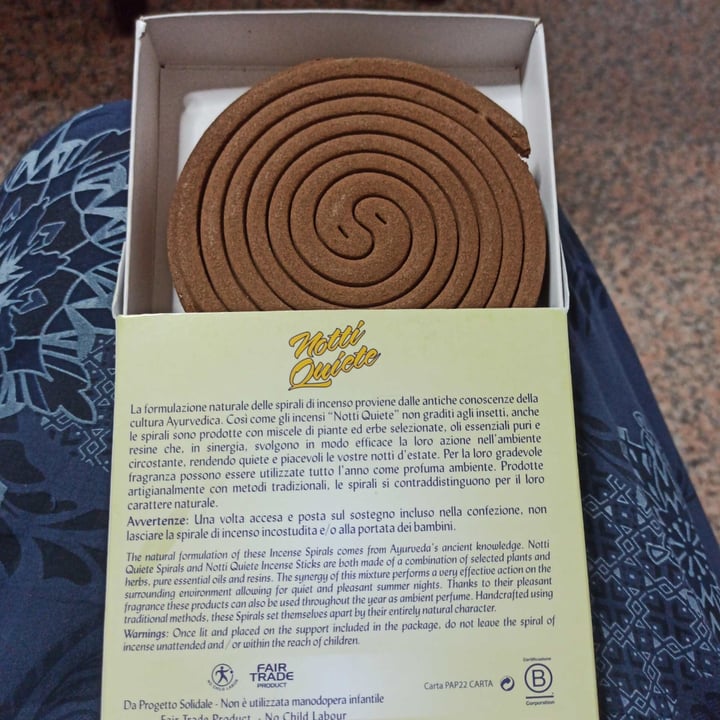 Notti
Quiete
La formulazione naturale delle spirali di incenso proviene dalle antiche conoscenze della
cultura Ayurvedica. Così come gli incensi “Notti Quiete” non graditi agli insetti, anche
le spirali sono prodotte con miscele di piante ed erbe selezionate, oli essenziali puri e
resine che, in sinergia, svolgono in modo efficace la loro azione nell'ambiente
circostante, rendendo quiete e piacevoli le vostre notti d'estate. Per la loro gradevole
fragranza possono essere utilizzate tutto l'anno come profuma ambiente. Prodotte
artigianalmente con metodi tradizionali, le spirali si contraddistinguono per il loro
carattere naturale.
Avvertenze: Una volta accesa e posta sul sostegno incluso nella confezione, non
lasciare la spirale di incenso incostudita e/o alla portata dei bambini.
The natural formulation of these Incense Spirals comes from Ayurveda's ancient knowledge. Notti
Quiete Spirals and Notti Quiete Incense Sticks are both made of a combination of selected plants and
herbs, pure essential oils and resins. The synergy of this mixture performs a very effective action on the
surrounding environment allowing for quiet and pleasant summer nights. Thanks to their pleasant
fragrance these products can also be used throughout the year as ambient perfume. Handcrafted using
traditional methods, these Spirals set themselves apart by their entirely natural character.
Warnings: Once lit and placed on the support included in the package, do not leave the spiral of
incense unattended and/or within the reach of children.
NO CHILD LABOUR
FAIR
TRADE
PRODUCT
Carta PAP22 CARTA
Certificazione
B
Corporation
Da Progetto Solidale - Non è utilizzata manodopera infantile
Fair Trade Product - No Child Labour